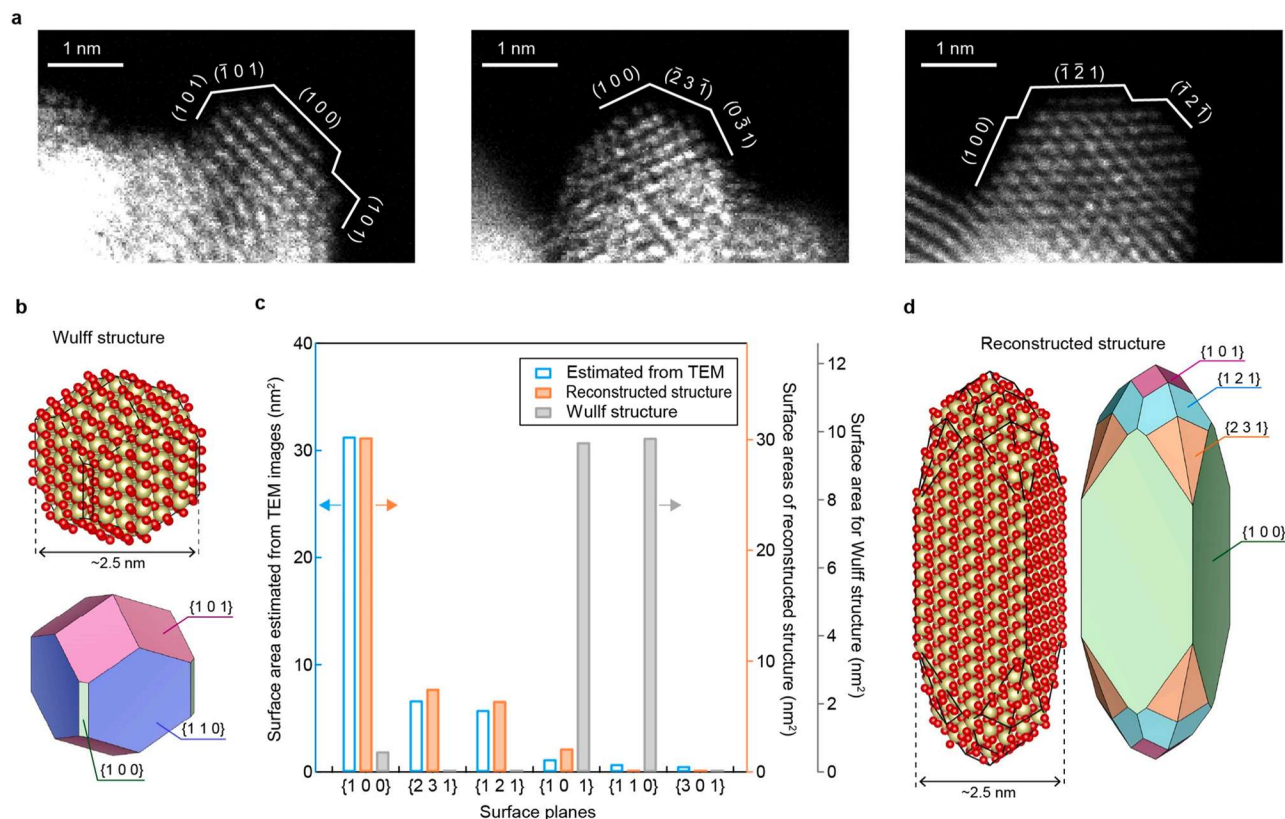 a
1 nm
(1 0 1)
(1̅ 0 1)
(1 0 0)
(1 0 1)
1 nm
(1 0 0)
(2̅ 3 1̅)
(0 3̅ 1)
1 nm
(1 0 0)
(1̅ 2̅ 1)
(1̅ 2 1̅)
b
Wulff structure
~2.5 nm
{1 0 1}
{1 1 0}
{1 0 0}
c
Surface area estimated from TEM images (nm²)
40
30
20
10
0
Estimated from TEM
Reconstructed structure
Wullf structure
30
20
10
0
Surface areas of reconstructed structure (nm²)
12
10
8
6
4
2
0
Surface area for Wulff structure (nm²)
{1 0 0} {2 3 1} {1 2 1} {1 0 1} {1 1 0} {3 0 1}
Surface planes
d
Reconstructed structure
{1 0 1}
{1 2 1}
{2 3 1}
{1 0 0}
~2.5 nm